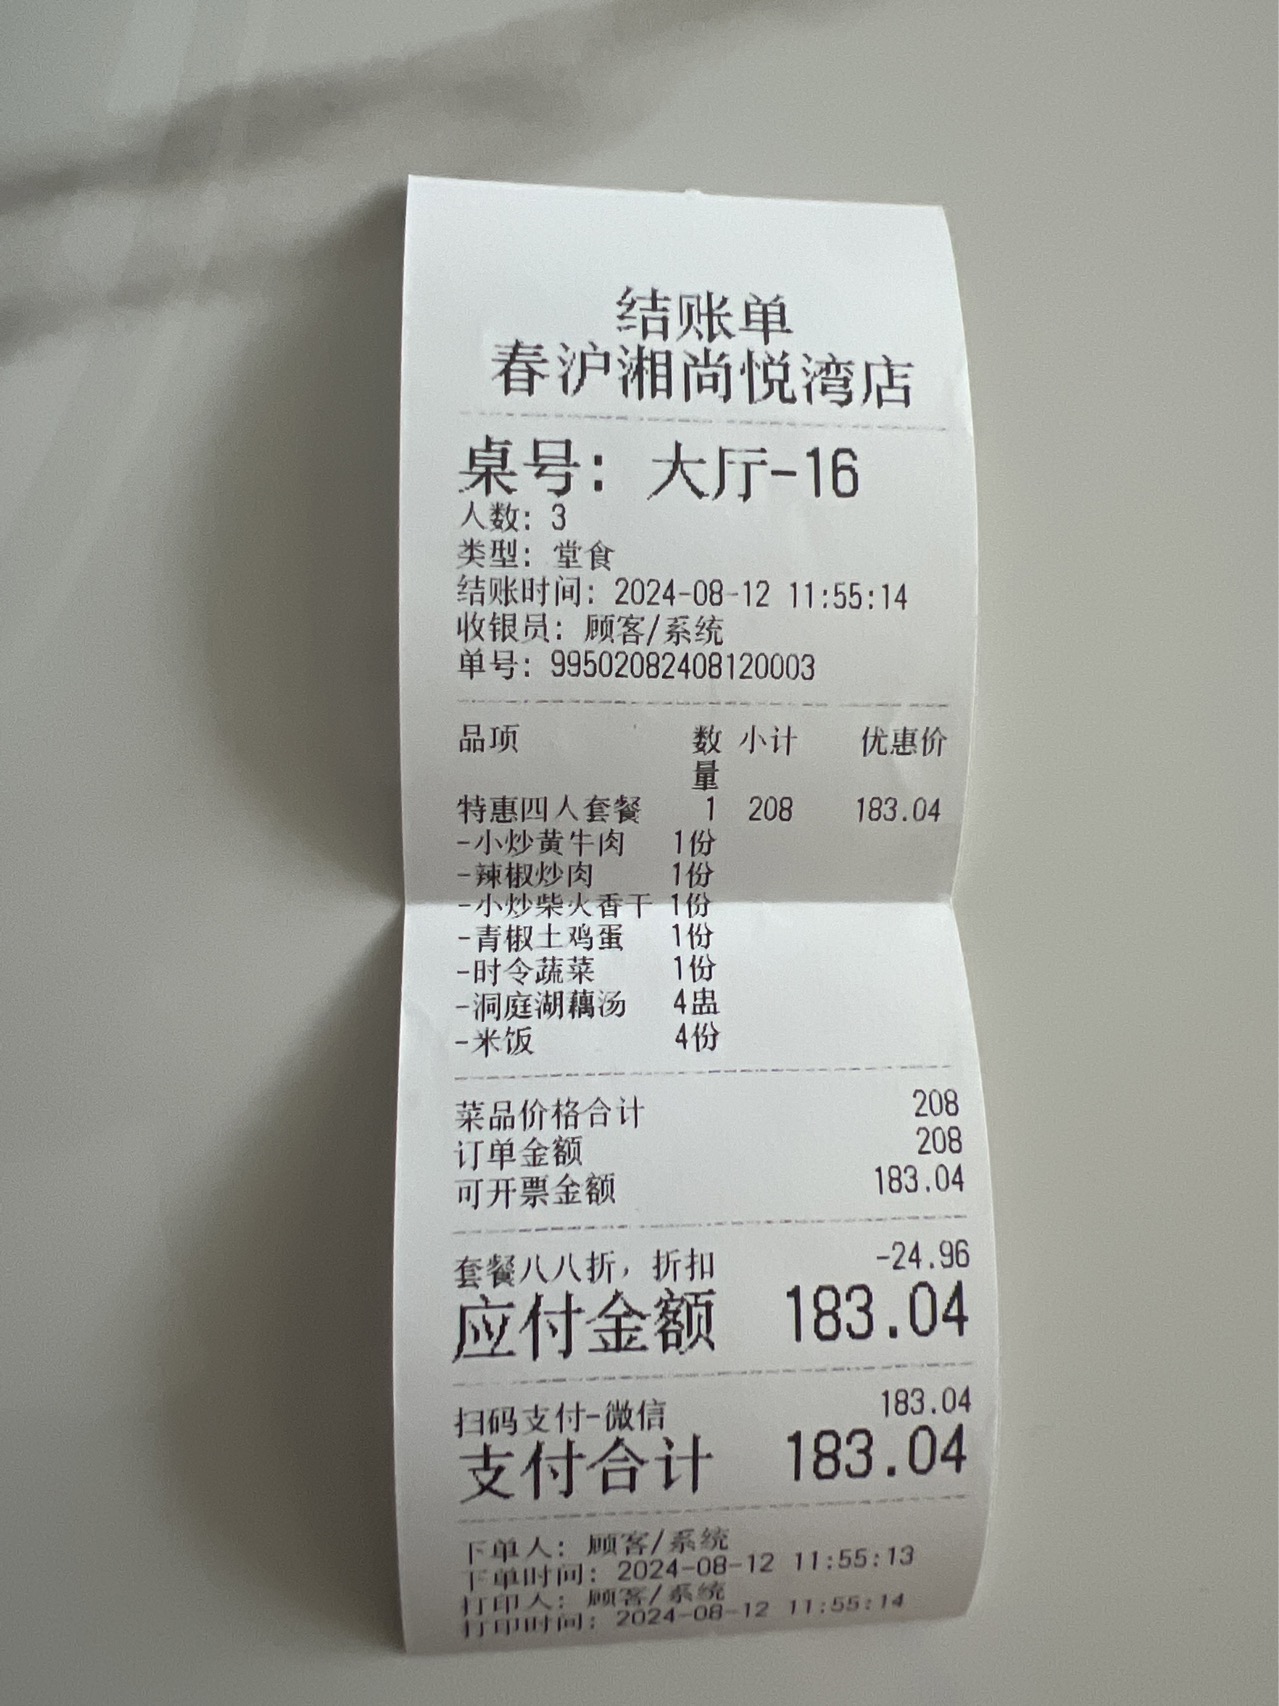 结账单
春沪湘尚悦湾店
桌号: 大厅-16
人数: 3
类型: 堂食
结账时间: 2024-08-12 11:55:14
收银员: 顾客/系统
单号: 99502082408120003
品项 数量 小计 优惠价
特惠四人套餐 1 208 183.04
-小炒黄牛肉 1份
-辣椒炒肉 1份
-小炒柴火香干 1份
-青椒土鸡蛋 1份
-时令蔬菜 1份
-洞庭湖藕汤 4盅
-米饭 4份
菜品价格合计 208
订单金额 208
可开票金额 183.04
套餐八八折，折扣 -24.96
应付金额 183.04
扫码支付-微信 183.04
支付合计 183.04
下单人: 顾客/系统
下单时间: 2024-08-12 11:55:13
打印人: 顾客/系统
打印时间: 2024-08-12 11:55:14